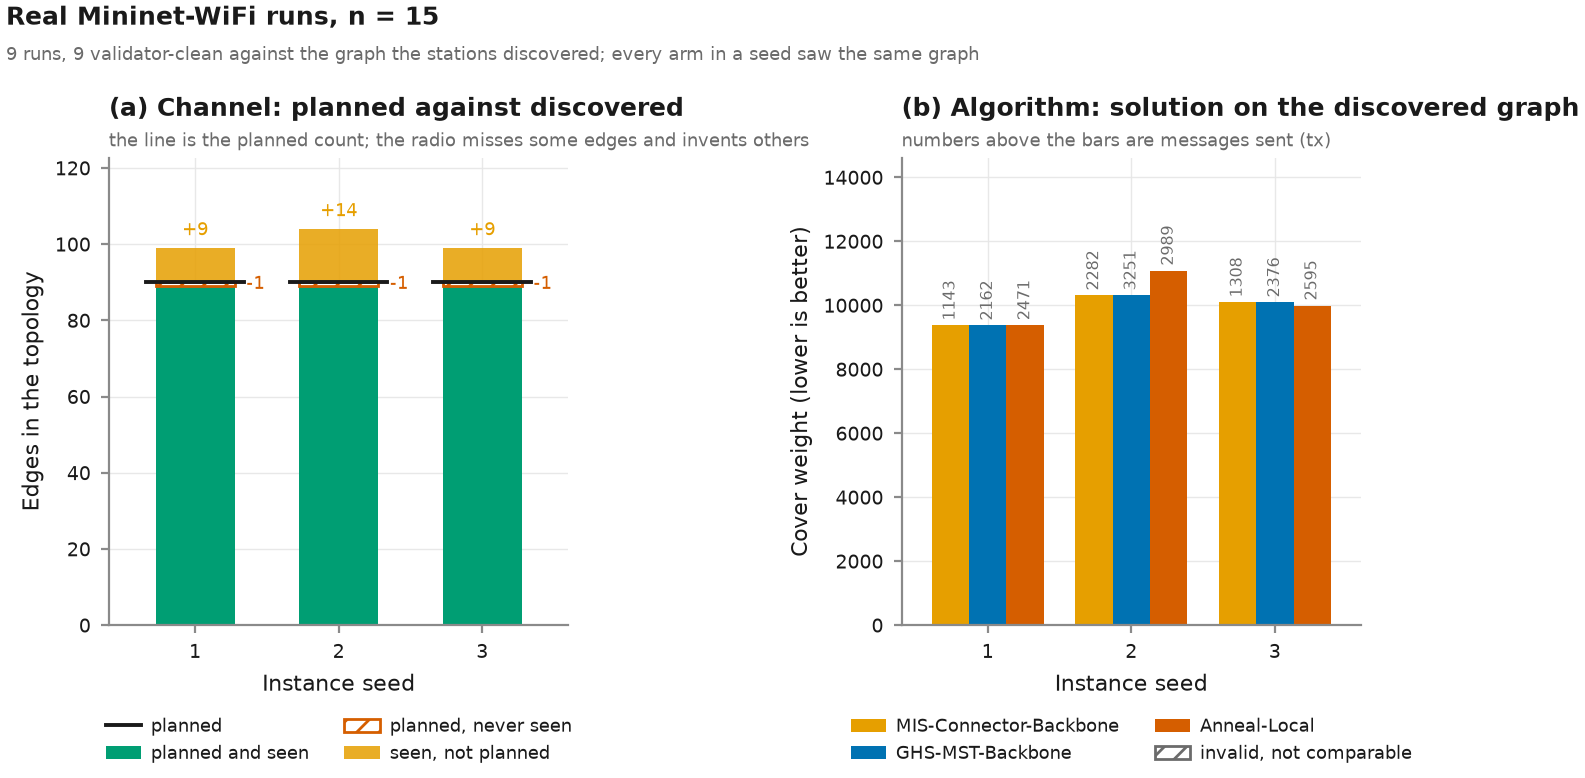 Real Mininet-WiFi runs, n = 15
9 runs, 9 validator-clean against the graph the stations discovered; every arm in a seed saw the same graph
(a) Channel: planned against discovered
the line is the planned count; the radio misses some edges and invents others
120
100
80
60
40
20
0
Edges in the topology
+9
+14
+9
-1
-1
-1
1
2
3
Instance seed
planned
planned, never seen
planned and seen
seen, not planned
(b) Algorithm: solution on the discovered graph
numbers above the bars are messages sent (tx)
14000
12000
10000
8000
6000
4000
2000
0
Cover weight (lower is better)
1143
2162
2471
2282
3251
2989
1308
2376
2595
1
2
3
Instance seed
MIS-Connector-Backbone
Anneal-Local
GHS-MST-Backbone
invalid, not comparable